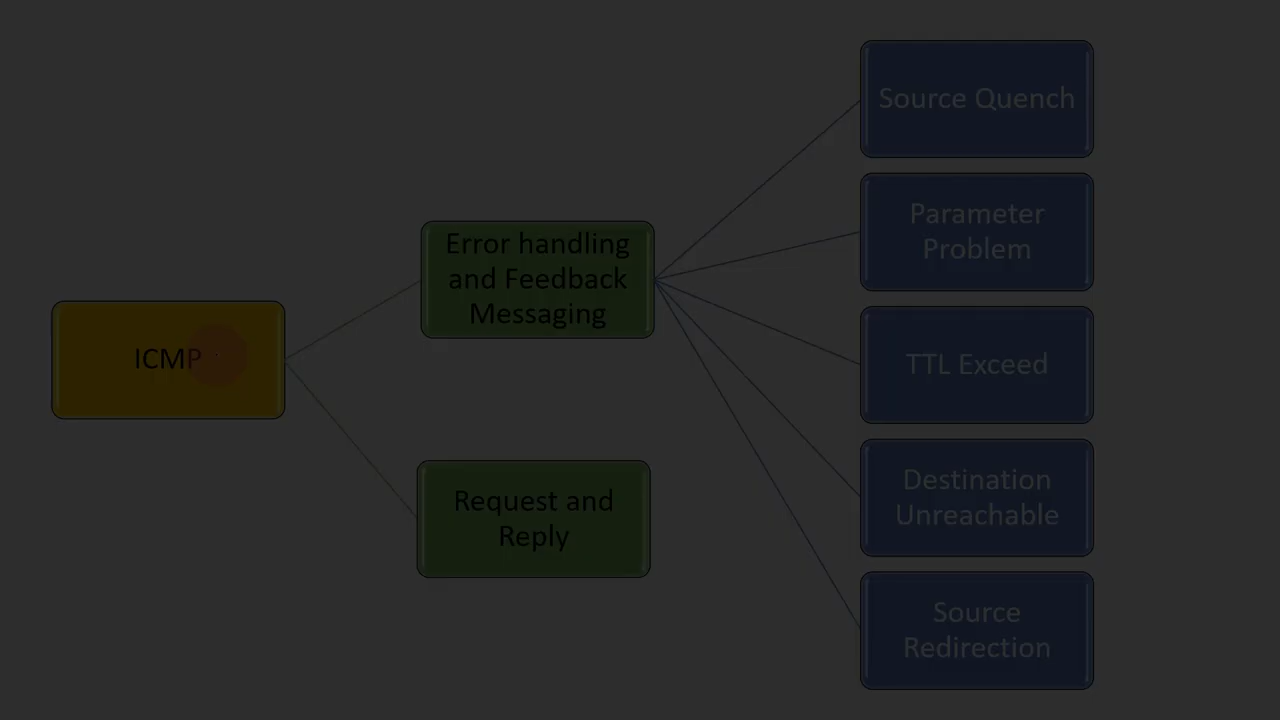 ICMP
Error handling
and Feedback
Messaging
Request and
Reply
Source Quench
Parameter
Problem
TTL Exceed
Destination
Unreachable
Source
Redirection